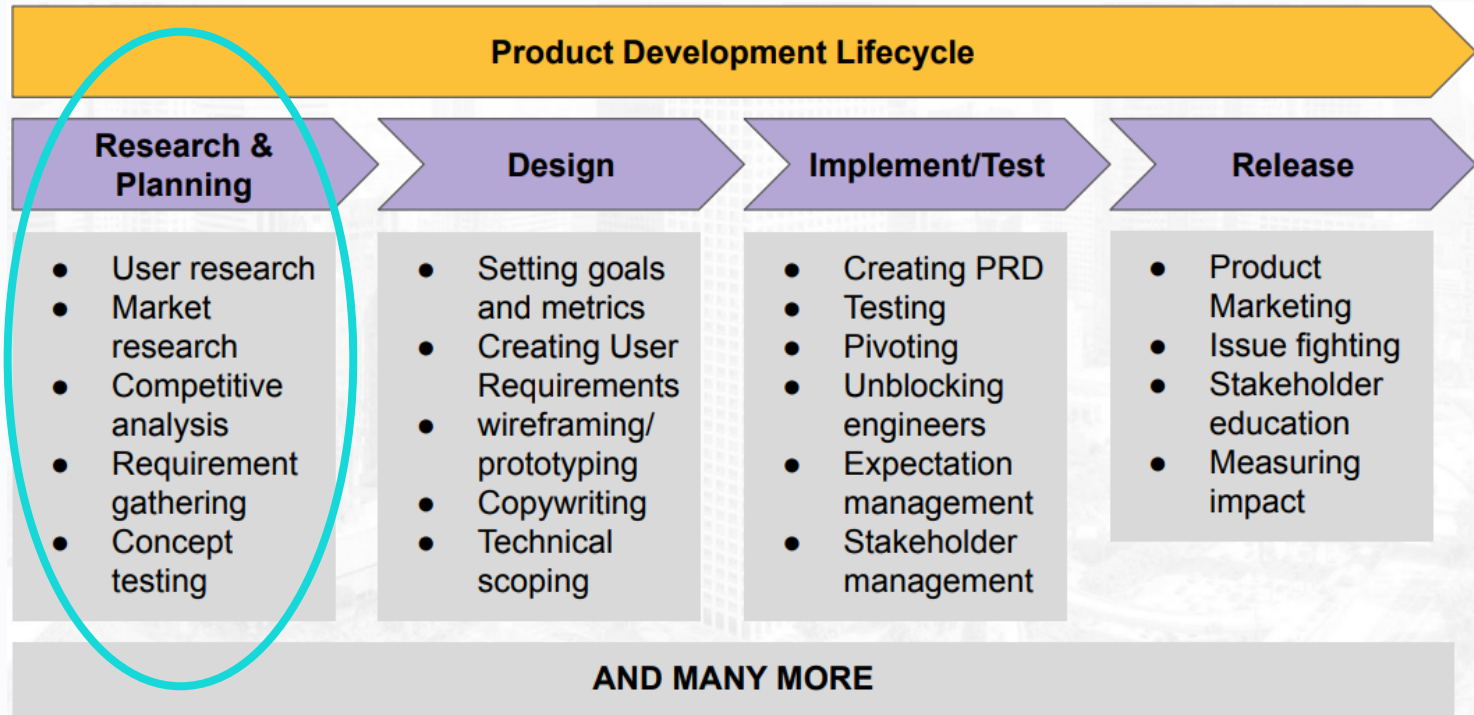 Product Development Lifecycle
Research &
Planning
Design
Implement/Test
Release
● User research
● Market
research
● Competitive
analysis
● Requirement
gathering
● Concept
testing
● Setting goals
and metrics
● Creating User
Requirements
● wireframing/
prototyping
● Copywriting
● Technical
scoping
● Creating PRD
● Testing
● Pivoting
● Unblocking
engineers
● Expectation
management
● Stakeholder
management
● Product
Marketing
● Issue fighting
● Stakeholder
education
● Measuring
impact
AND MANY MORE